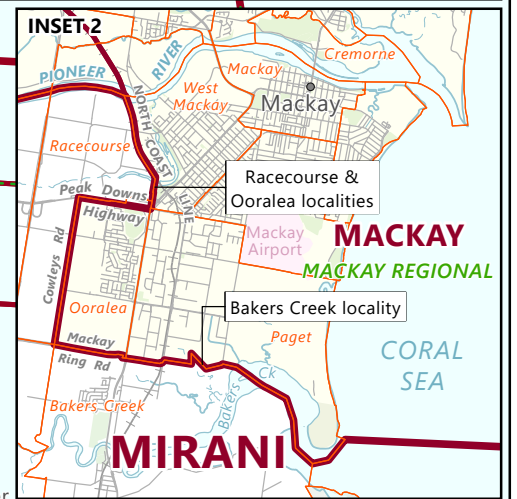 INSET 2
PIONEER
RIVER
Mackay
Cremorne
West
Mackay
Mackay
NORTH COAST
LINE
Racecourse
Racecourse &
Ooralea localities
Peak Downs
Highway
Mackay
Airport
MACKAY
MACKAY REGIONAL
Cowleys Rd
Ooralea
Bakers Creek locality
Mackay
Ring Rd
Paget
CORAL
SEA
Bakers Ck
Bakers Creek
MIRANI